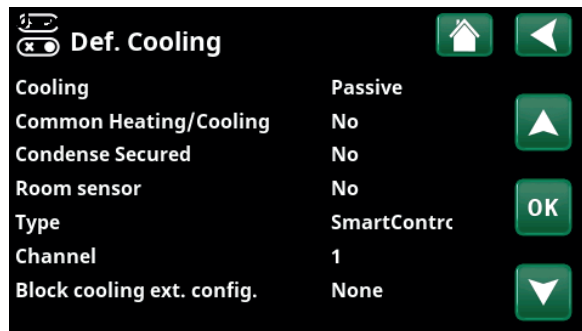 Def. Cooling
Cooling Passive
Common Heating/Cooling No
Condense Secured No
Room sensor No
OK
Type SmartContrc
Channel 1
Block cooling ext. config. None